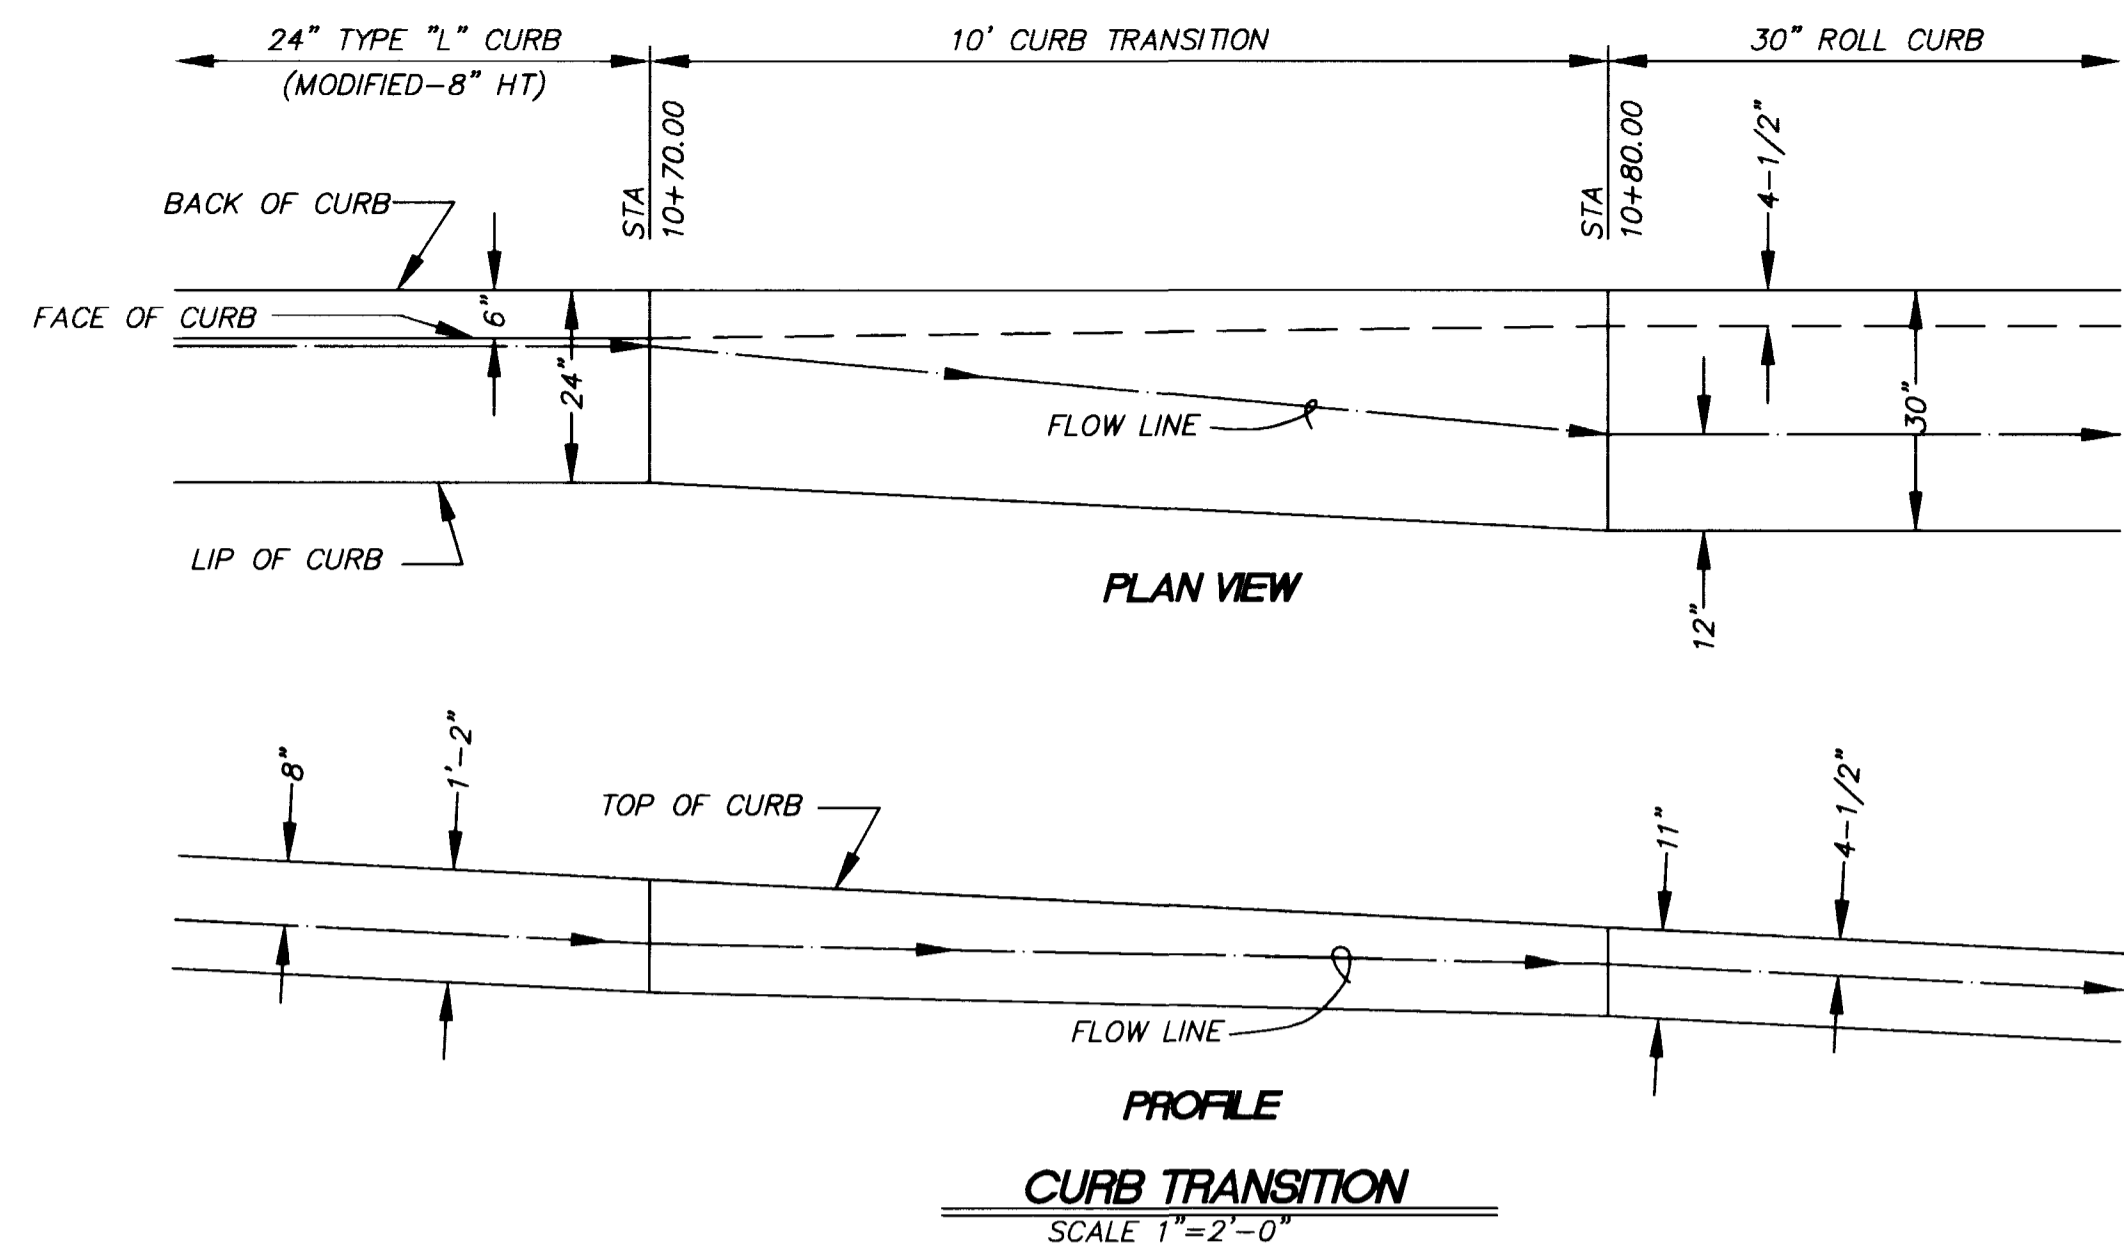 24" TYPE "L" CURB
(MODIFIED-8" HT)
10' CURB TRANSITION
30" ROLL CURB
STA
10+70.00
STA
10+80.00
4-1/2"
BACK OF CURB
FACE OF CURB
6"
24"
FLOW LINE
30"
LIP OF CURB
12"
PLAN VIEW
8"
1'-2"
TOP OF CURB
11"
4-1/2"
FLOW LINE
PROFILE
CURB TRANSITION
SCALE 1"=2'-0"